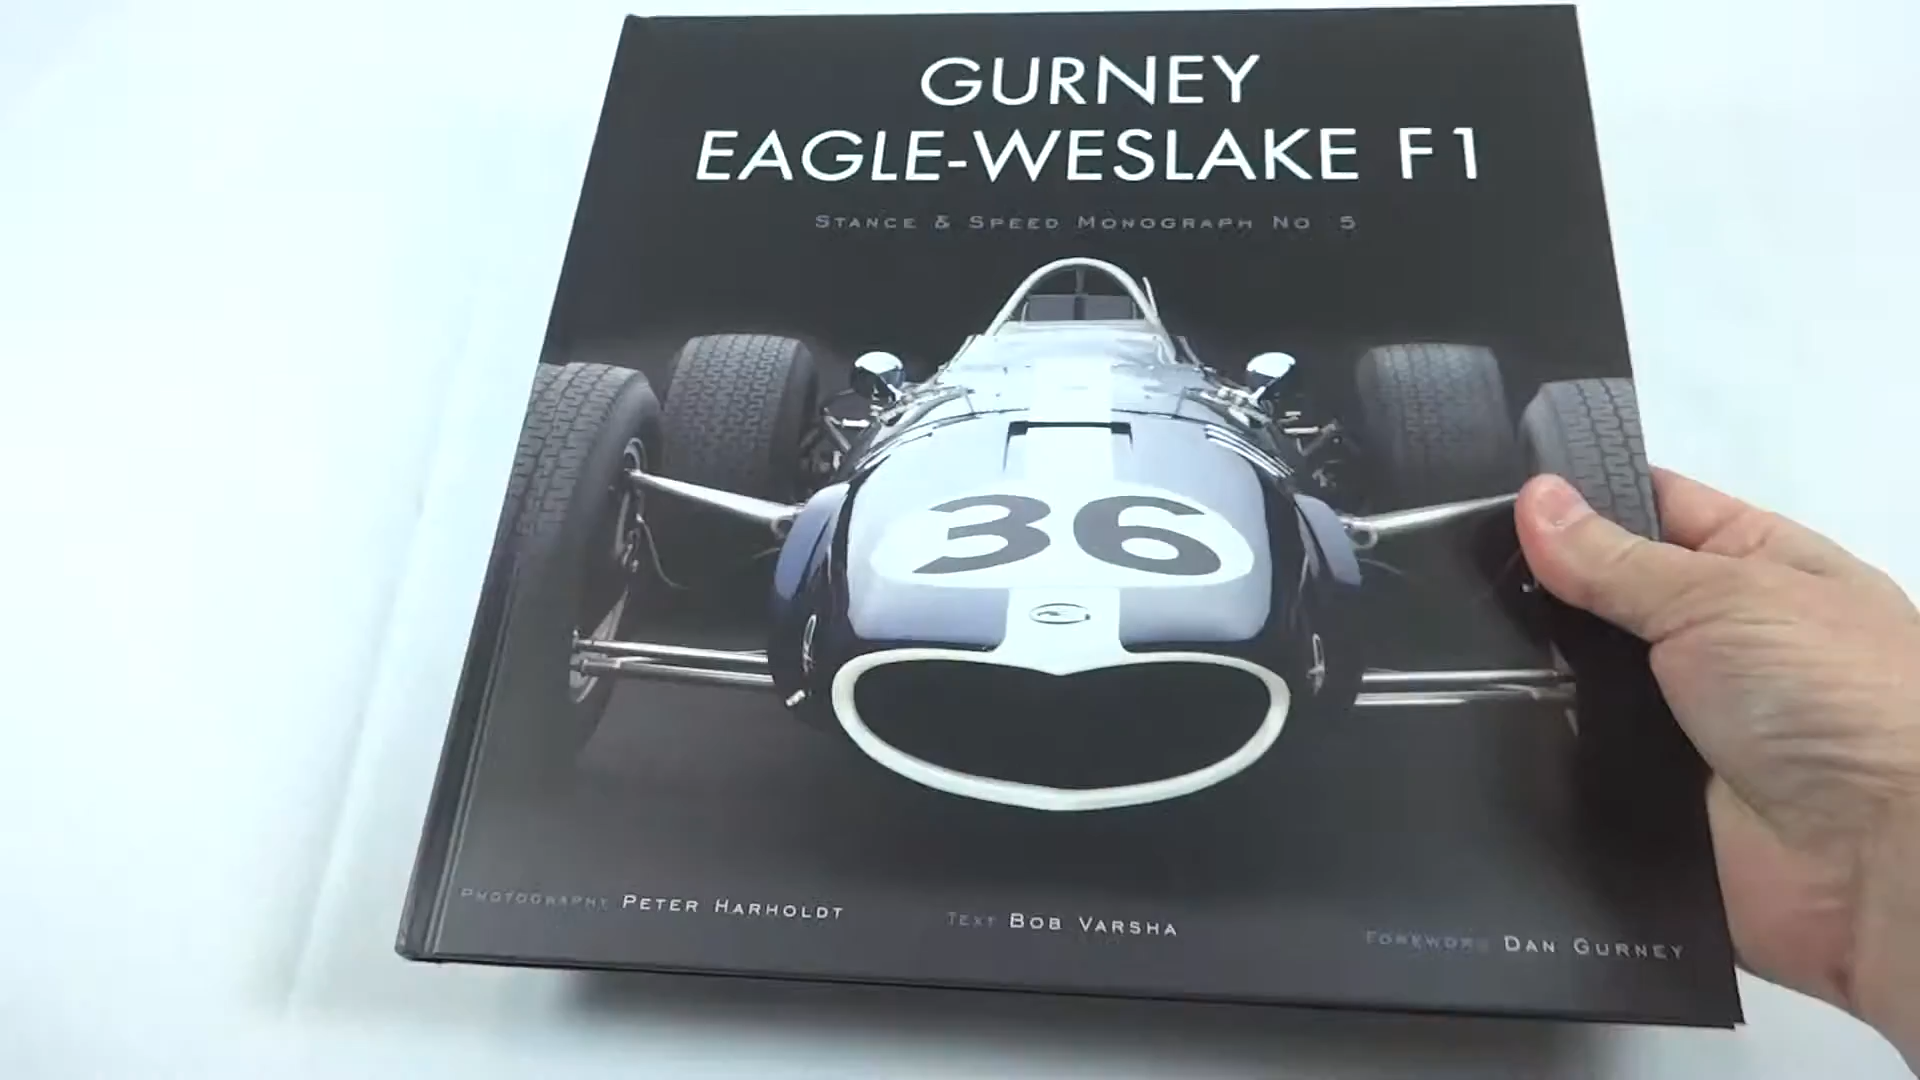 GURNEY
EAGLE-WESLAKE F1
STANCE & SPEED MONOGRAPH NO 5
36
PHOTOGRAPHY PETER HARHOLDT
TEXT BOB VARSHA
FOREWORD DAN GURNEY